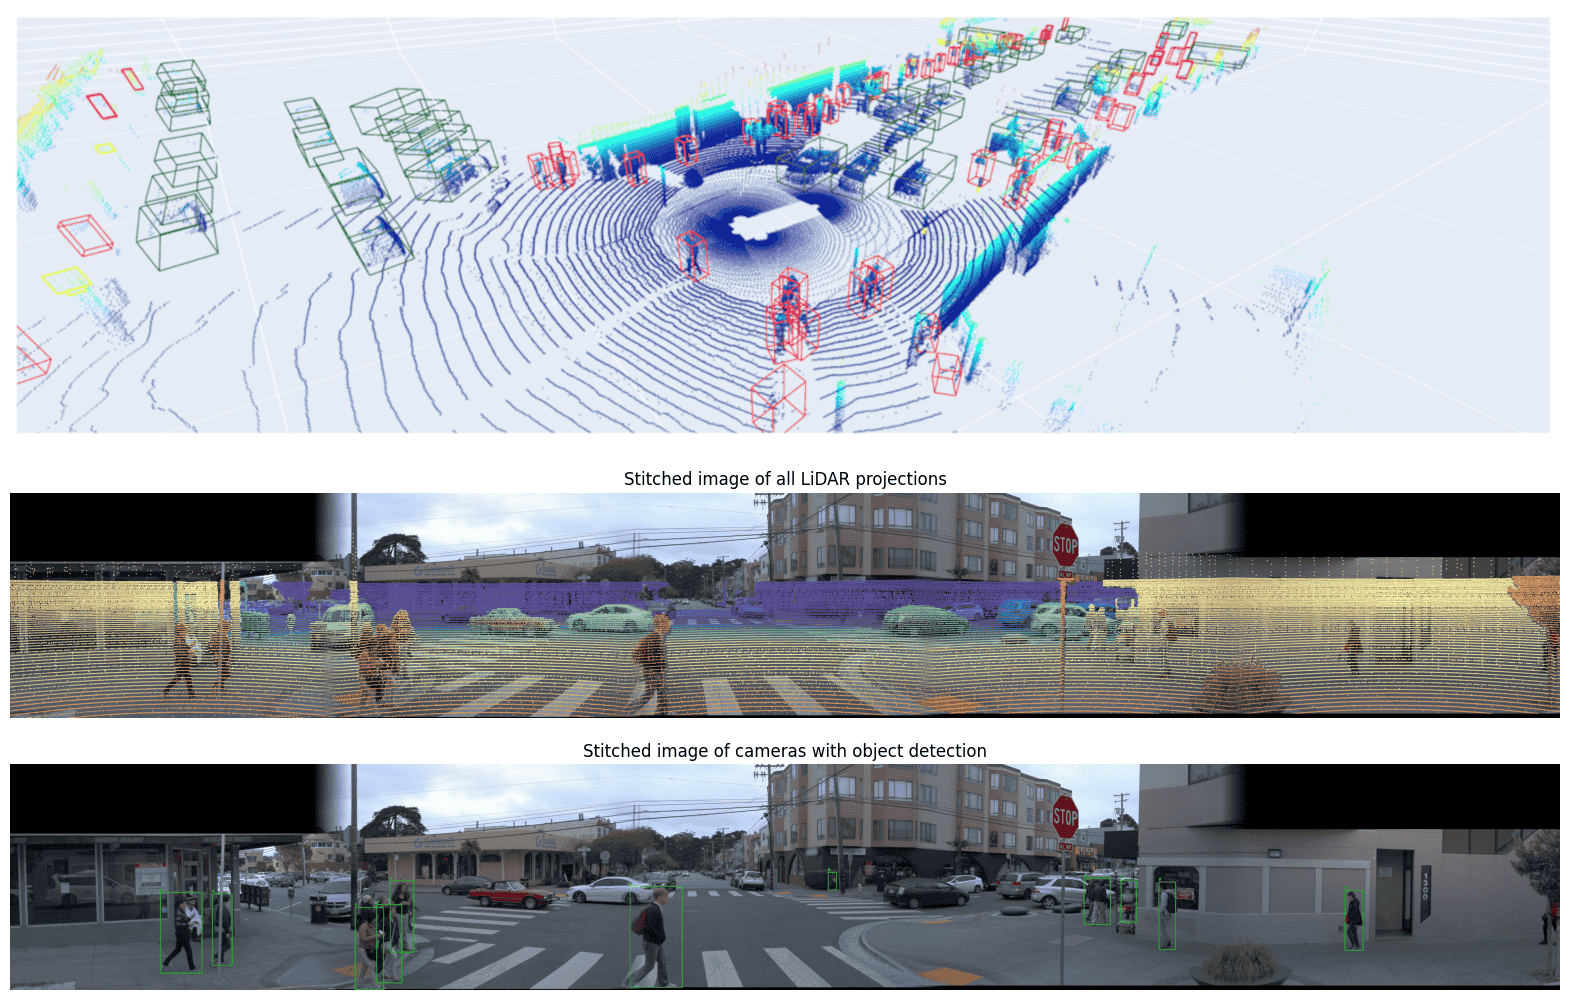 Stitched image of all LiDAR projections
STOP
Stitched image of cameras with object detection
STOP
1300